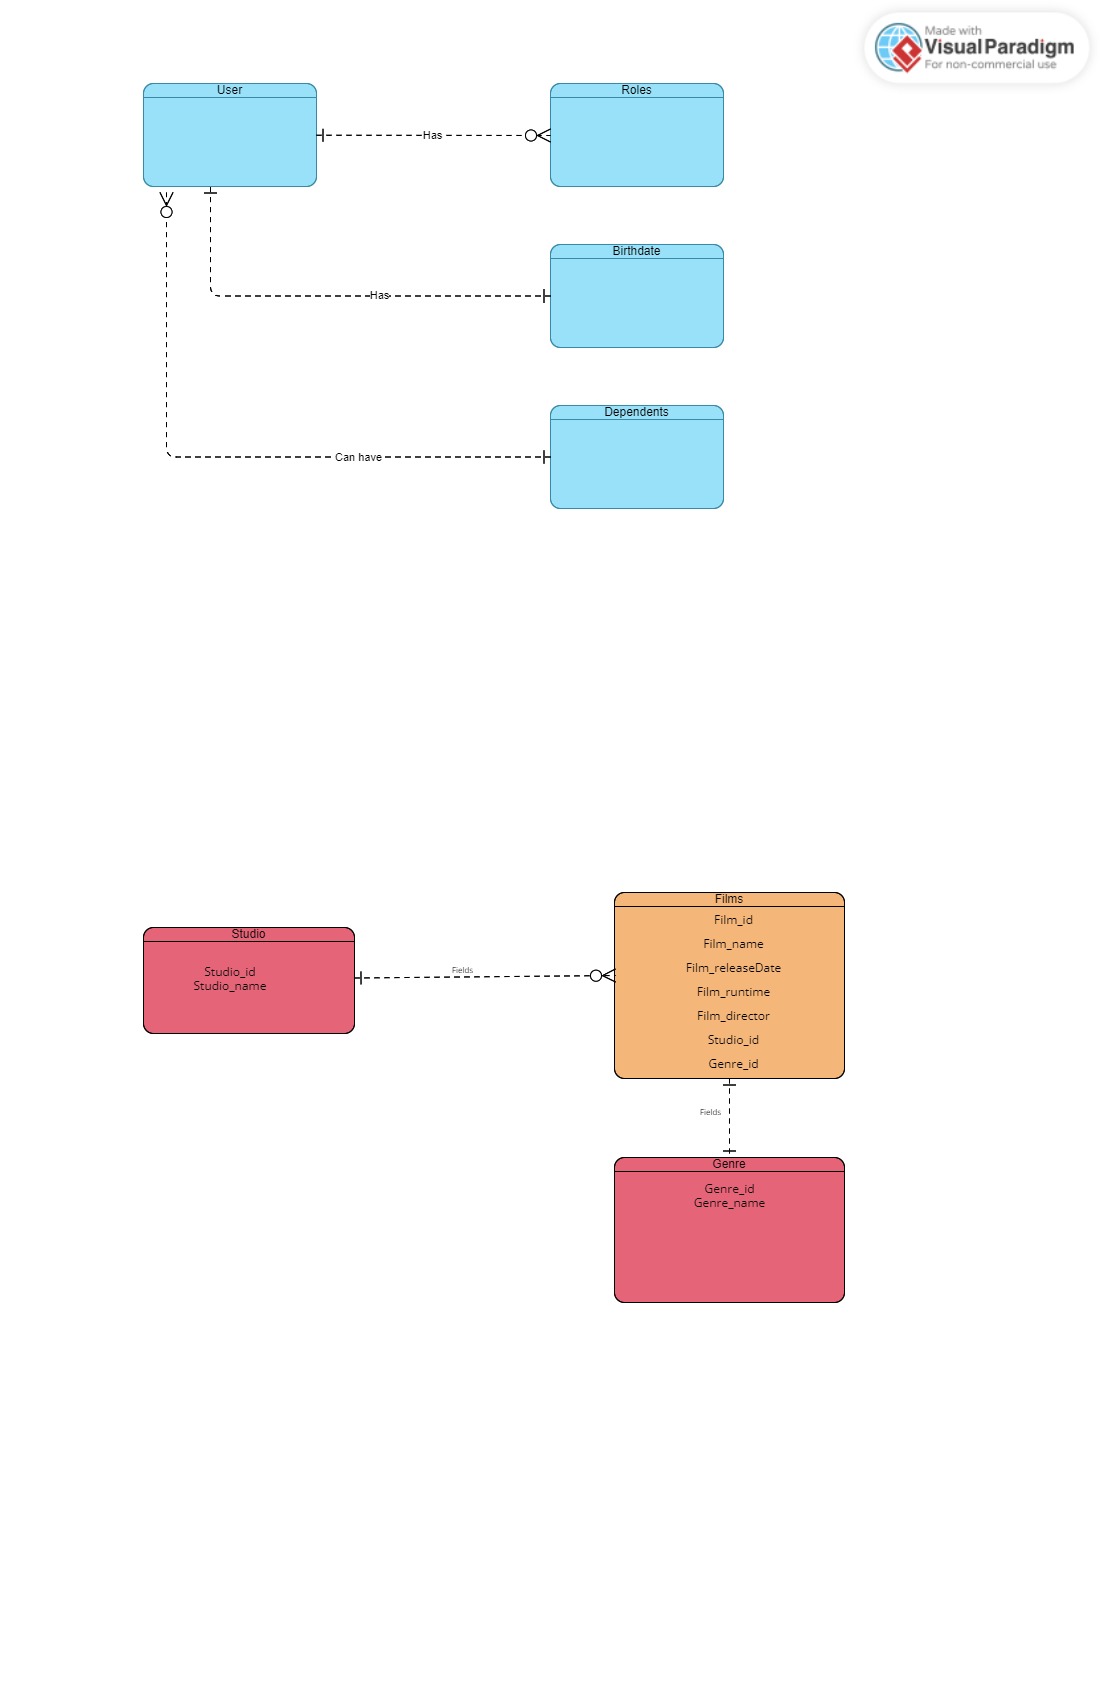 Made with
Visual Paradigm
For non-commercial use
User
Roles
Has
Birthdate
Has
Dependents
Can have
Films
Film_id
Film_name
Film_releaseDate
Film_runtime
Film_director
Studio_id
Genre_id
Studio
Studio_id
Studio_name
Fields
Fields
Genre
Genre_id
Genre_name